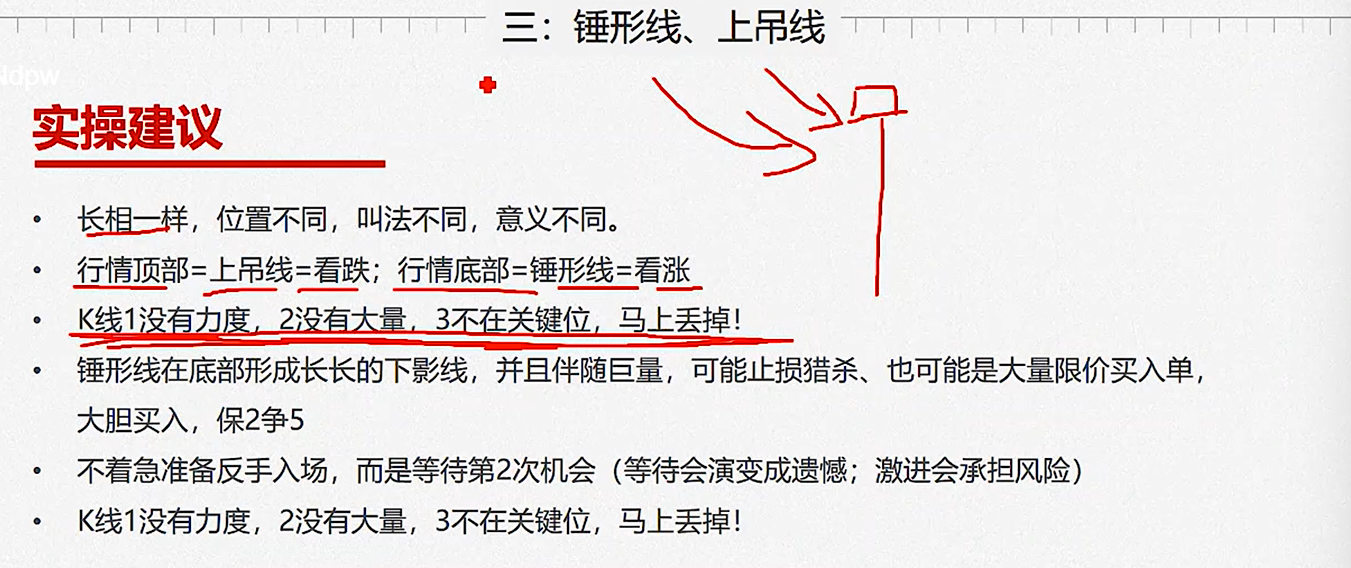 三：锤形线、上吊线
Ndpw
实操建议
• 长相一样，位置不同，叫法不同，意义不同。
• 行情顶部=上吊线=看跌；行情底部=锤形线=看涨
• K线1没有力度，2没有大量，3不在关键位，马上丢掉！
• 锤形线在底部形成长长的下影线，并且伴随巨量，可能止损猎杀、也可能是大量限价买入单，
大胆买入，保2争5
• 不着急准备反手入场，而是等待第2次机会（等待会演变成遗憾；激进会承担风险）
• K线1没有力度，2没有大量，3不在关键位，马上丢掉！